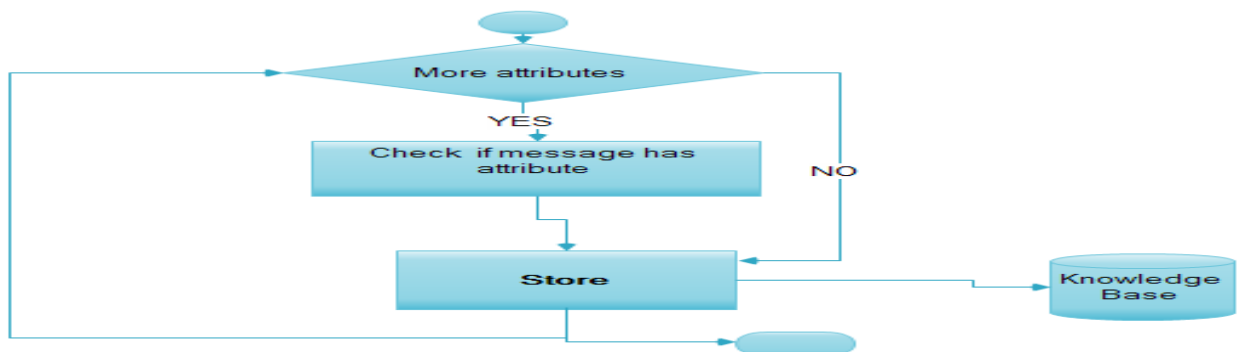 More attributes
YES
Check if message has
attribute
NO
Store
Knowledge
Base